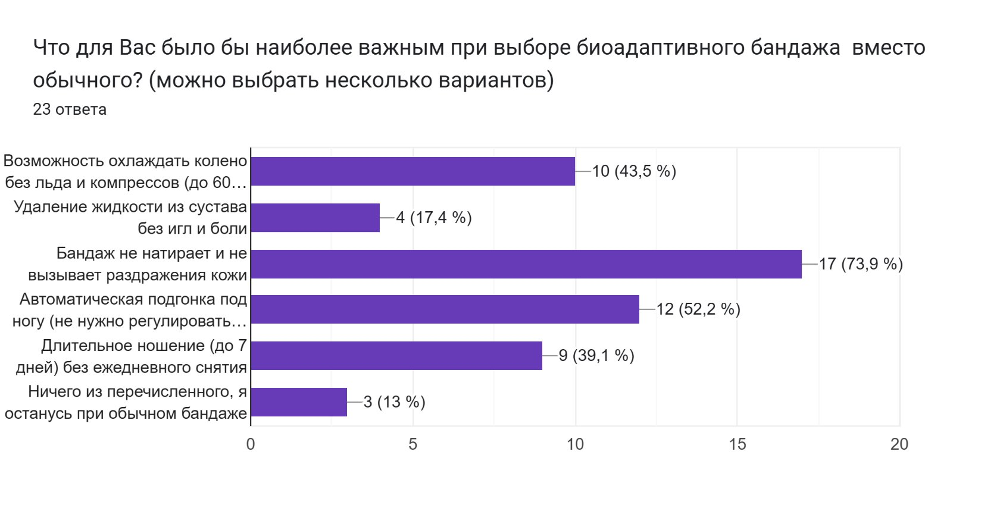 Что для Вас было бы наиболее важным при выборе биоадаптивного бандажа  вместо
обычного? (можно выбрать несколько вариантов)
23 ответа
Возможность охлаждать колено
без льда и компрессов (до 60…
10 (43,5 %)
Удаление жидкости из сустава
без игл и боли
4 (17,4 %)
Бандаж не натирает и не
вызывает раздражения кожи
17 (73,9 %)
Автоматическая подгонка под
ногу (не нужно регулировать…
12 (52,2 %)
Длительное ношение (до 7
дней) без ежедневного снятия
9 (39,1 %)
Ничего из перечисленного, я
останусь при обычном бандаже
3 (13 %)
0 5 10 15 20